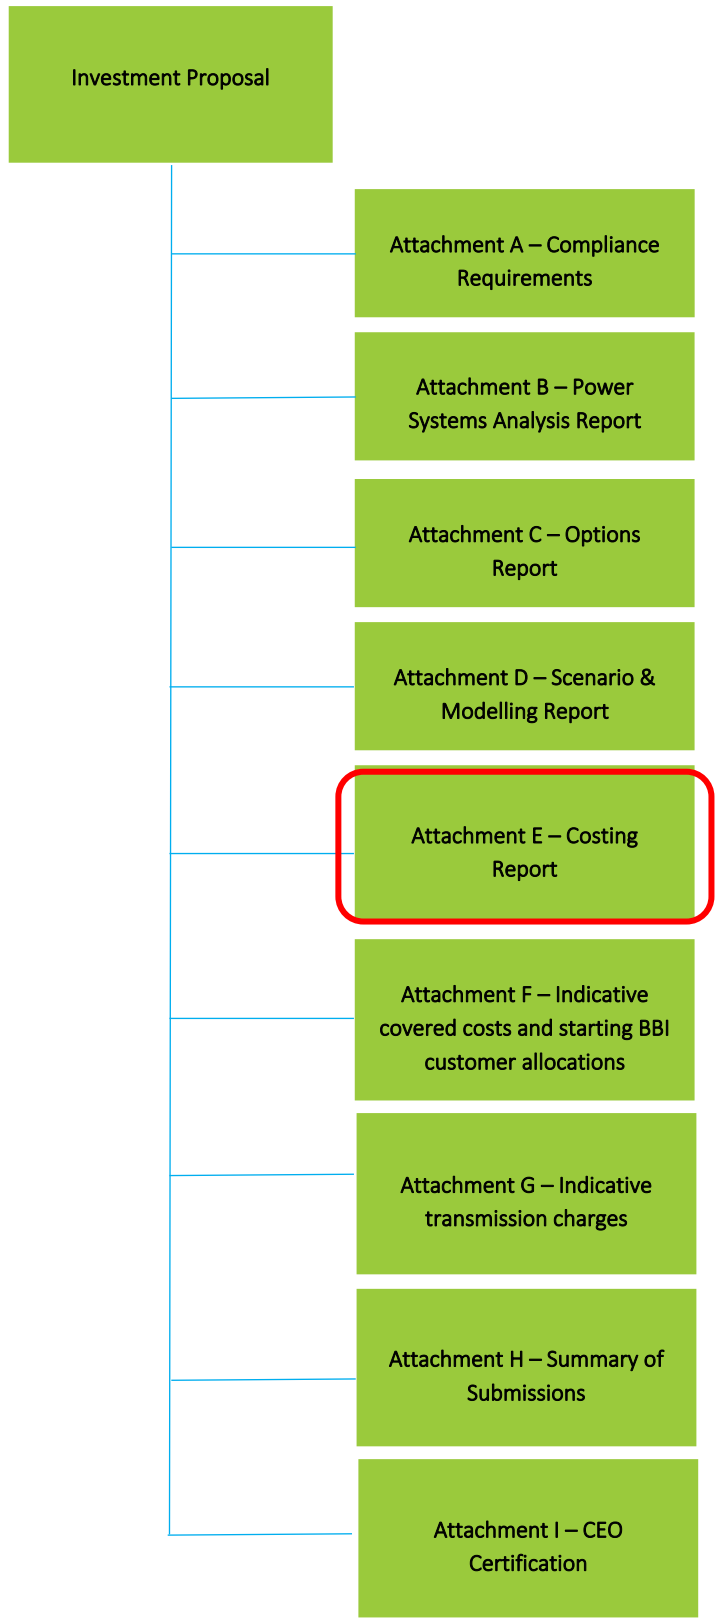 Investment Proposal
Attachment A – Compliance
Requirements
Attachment B – Power
Systems Analysis Report
Attachment C – Options
Report
Attachment D – Scenario &
Modelling Report
Attachment E – Costing
Report
Attachment F – Indicative
covered costs and starting BBI
customer allocations
Attachment G – Indicative
transmission charges
Attachment H – Summary of
Submissions
Attachment I – CEO
Certification